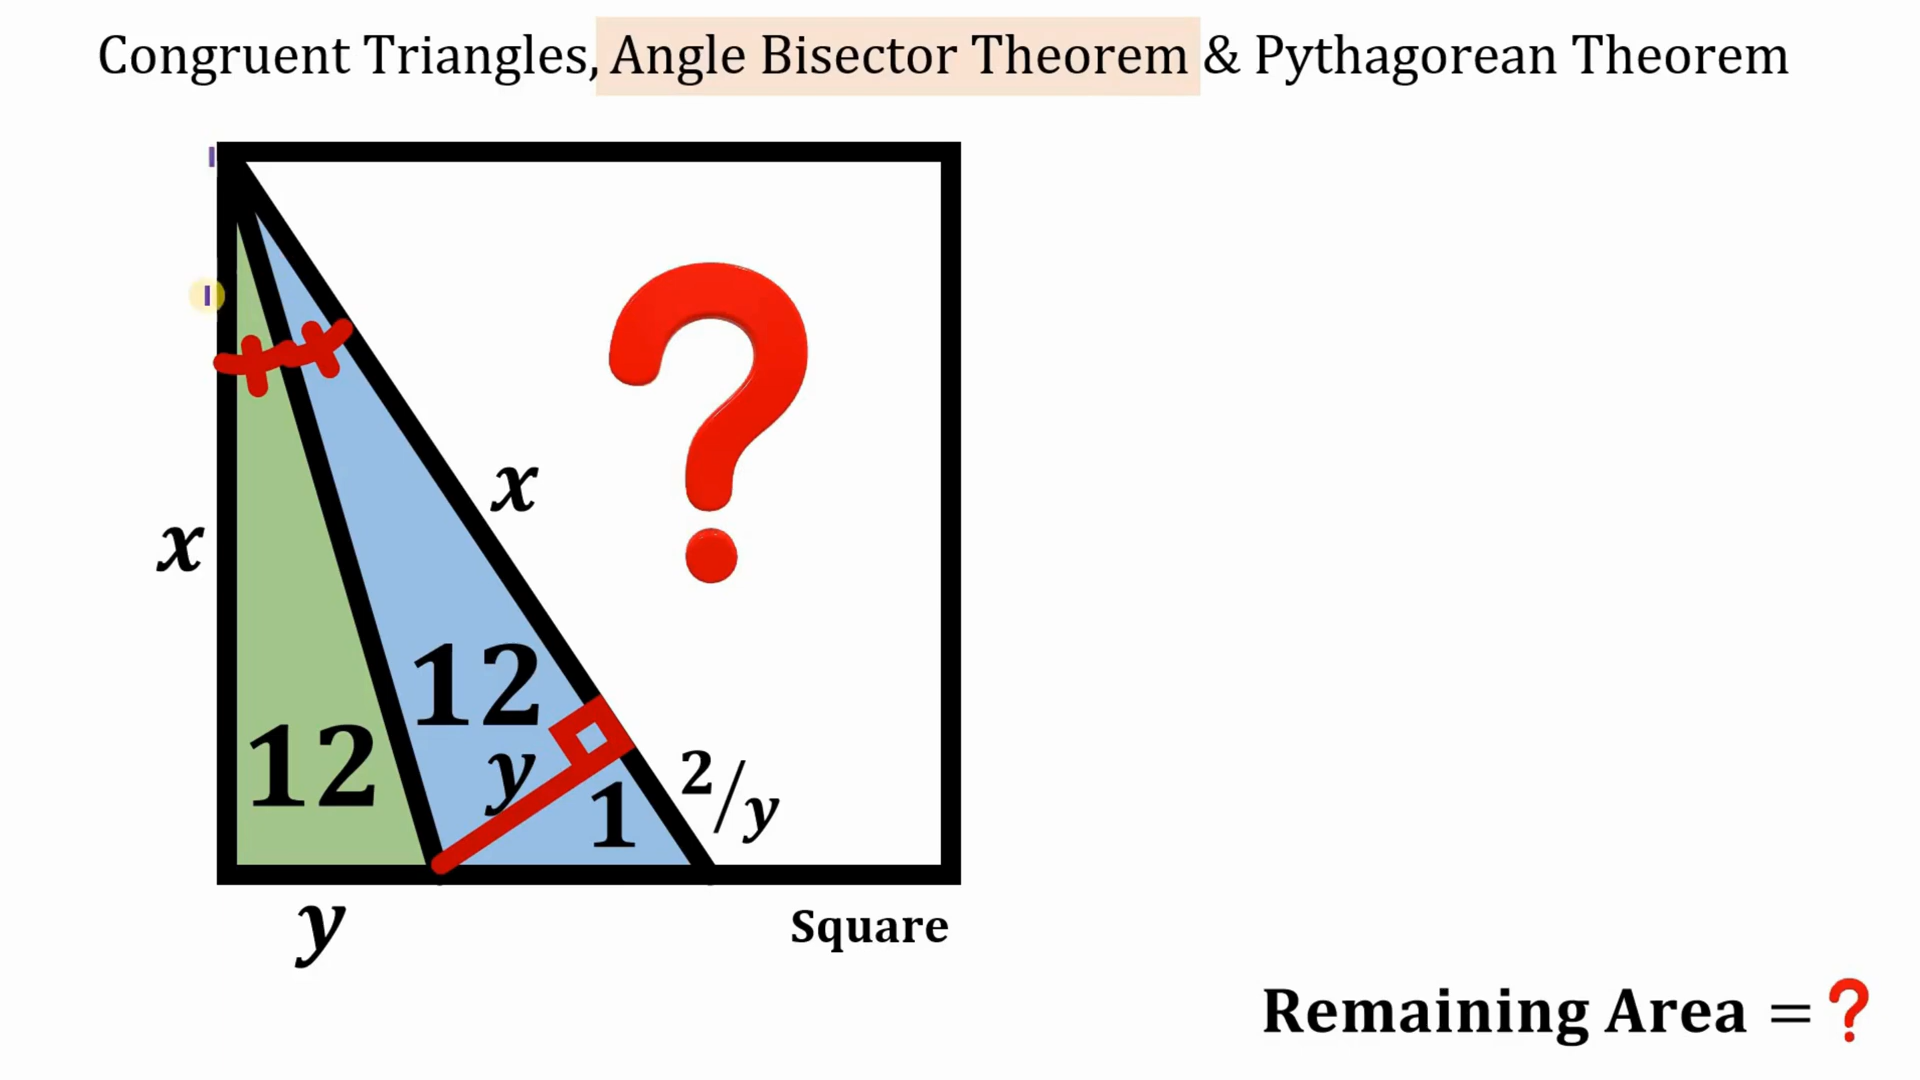 Congruent Triangles, Angle Bisector Theorem & Pythagorean Theorem
?
x
x
12
12
y
1
2/y
y
Square
Remaining Area = ?